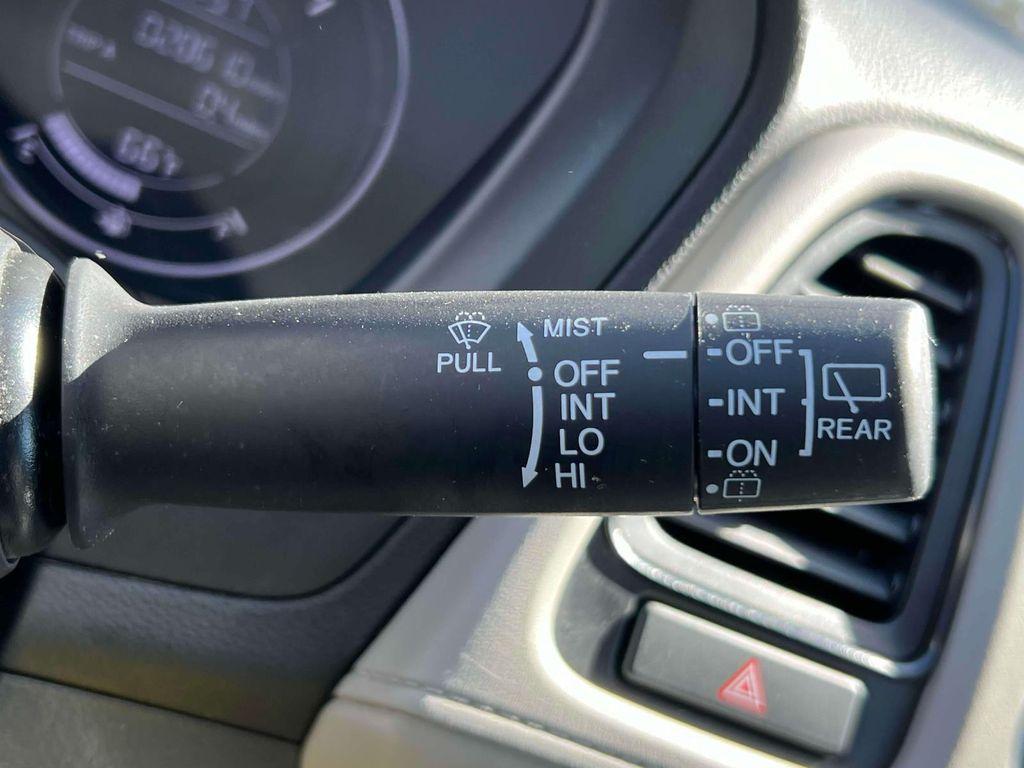 PULL
MIST
OFF
INT
LO
HI
OFF
INT
ON
REAR